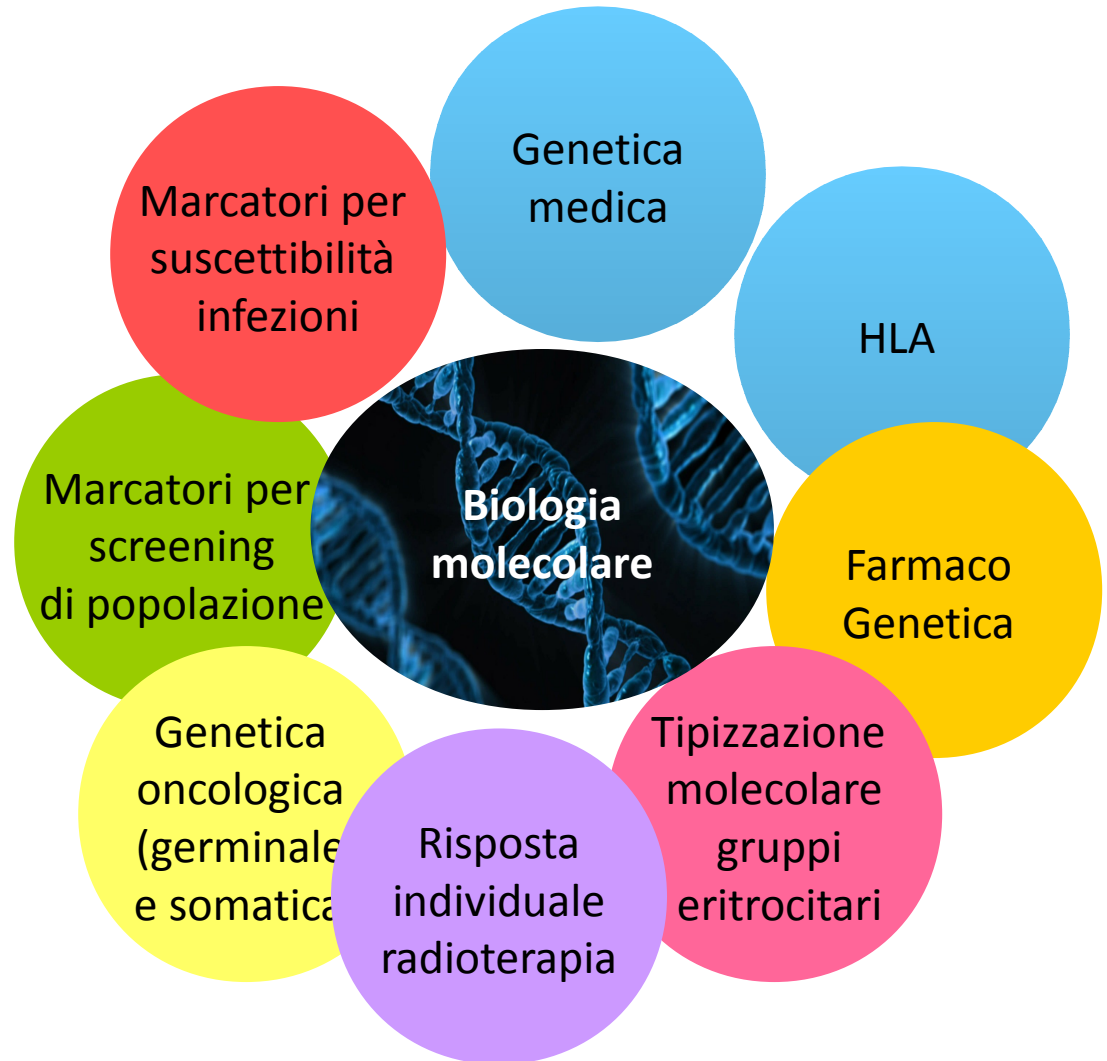 Genetica
medica
Marcatori per
suscettibilità
infezioni
HLA
Marcatori per
screening
di popolazione
Biologia
molecolare
Farmaco
Genetica
Genetica
oncologica
(germinale
e somatica
Risposta
individuale
radioterapia
Tipizzazione
molecolare
gruppi
eritrocitari